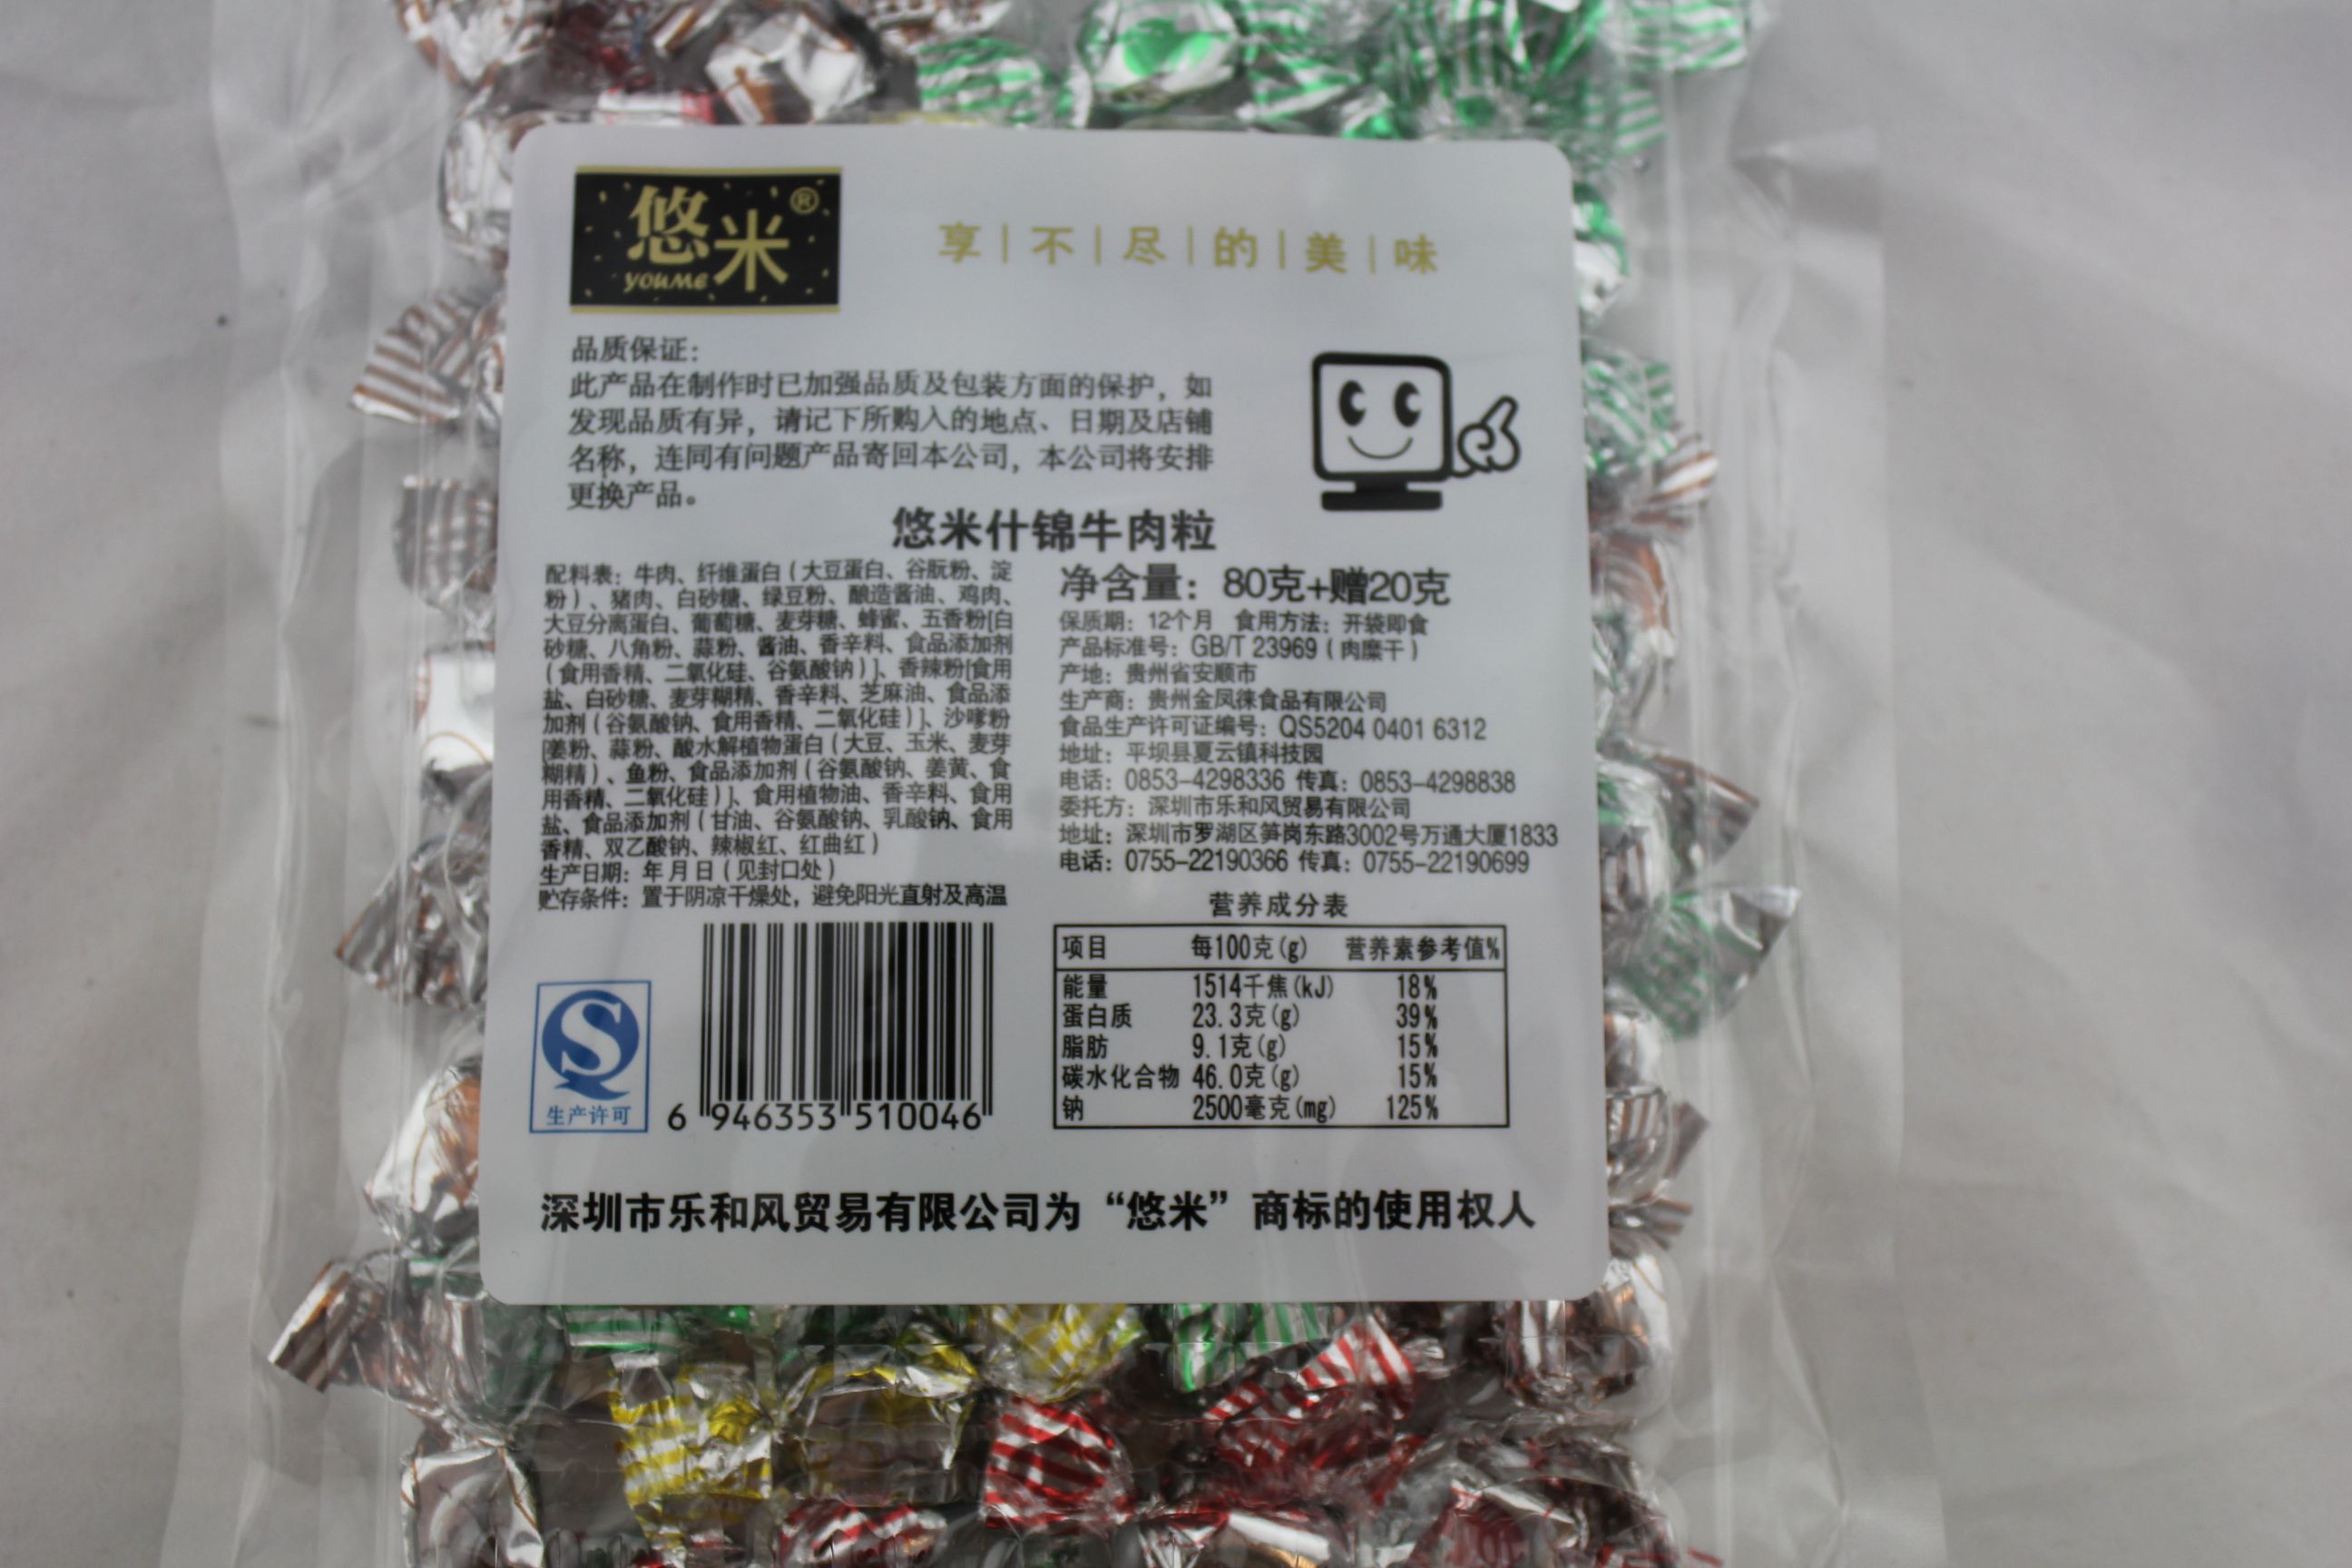 悠米®
youMe
享|不|尽|的|美|味
品质保证：
此产品在制作时已加强品质及包装方面的保护，如
发现品质有异，请记下所购入的地点、日期及店铺
名称，连同有问题产品寄回本公司，本公司将安排
更换产品。
悠米什锦牛肉粒
配料表：牛肉、纤维蛋白（大豆蛋白、谷朊粉、淀
粉）、猪肉、白砂糖、绿豆粉、酿造酱油、鸡肉、
大豆分离蛋白、葡萄糖、麦芽糖、蜂蜜、五香粉[白
砂糖、八角粉、蒜粉、酱油、香辛料、食品添加剂
（食用香精、二氧化硅、谷氨酸钠）]、香辣粉[食用
盐、白砂糖、麦芽糊精、香辛料、芝麻油、食品添
加剂（谷氨酸钠、食用香精、二氧化硅）]、沙嗲粉
[姜粉、蒜粉、酸水解植物蛋白（大豆、玉米、麦芽
糊精）、鱼粉、食品添加剂（谷氨酸钠、姜黄、食
用香精、二氧化硅）]、食用植物油、香辛料、食用
盐、食品添加剂（甘油、谷氨酸钠、乳酸钠、食用
香精、双乙酸钠、辣椒红、红曲红）
生产日期：年 月 日（见封口处）
贮存条件：置于阴凉干燥处，避免阳光直射及高温
净含量：80克+赠20克
保质期：12个月 食用方法：开袋即食
产品标准号：GB/T 23969（肉糜干）
产地：贵州省安顺市
生产商：贵州金凤徕食品有限公司
食品生产许可证编号：QS5204 0401 6312
地址：平坝县夏云镇科技园
电话：0853-4298336 传真：0853-4298838
委托方：深圳市乐和风贸易有限公司
地址：深圳市罗湖区笋岗东路3002号万通大厦1833
电话：0755-22190366 传真：0755-22190699
营养成分表
项目 每100克(g) 营养素参考值%
能量 1514千焦(kJ) 18%
蛋白质 23.3克(g) 39%
脂肪 9.1克(g) 15%
碳水化合物 46.0克(g) 15%
钠 2500毫克(mg) 125%
生产许可
6 946353 510046
深圳市乐和风贸易有限公司为“悠米”商标的使用权人